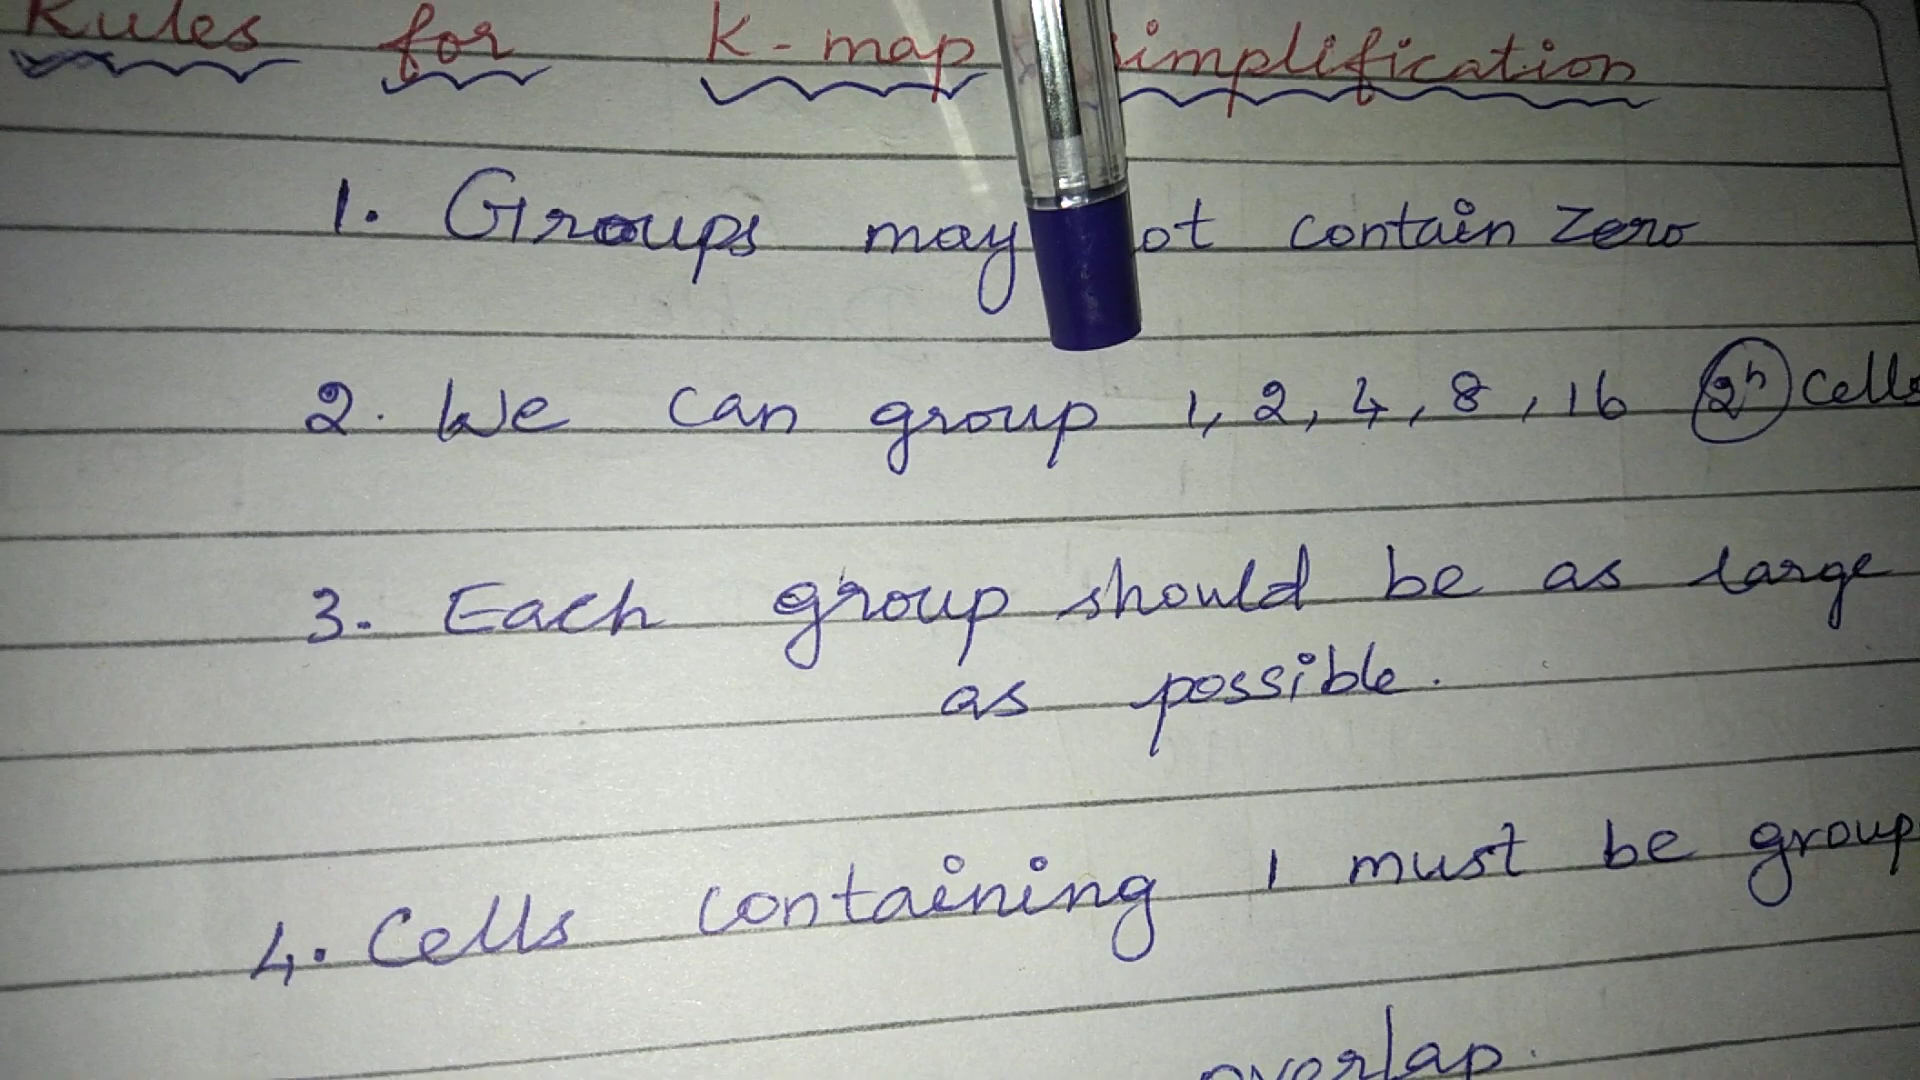 Rules for K-map implification
1. Groups may ot contain zero
2. We can group 1, 2, 4, 8, 16 2ⁿ cells
3. Each group should be as large
as possible.
4. Cells containing 1 must be group
overlap.